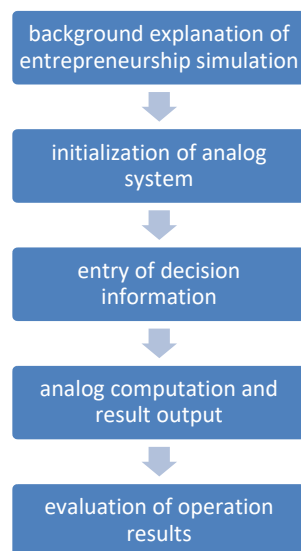 background explanation of
entrepreneurship simulation
initialization of analog
system
entry of decision
information
analog computation and
result output
evaluation of operation
results